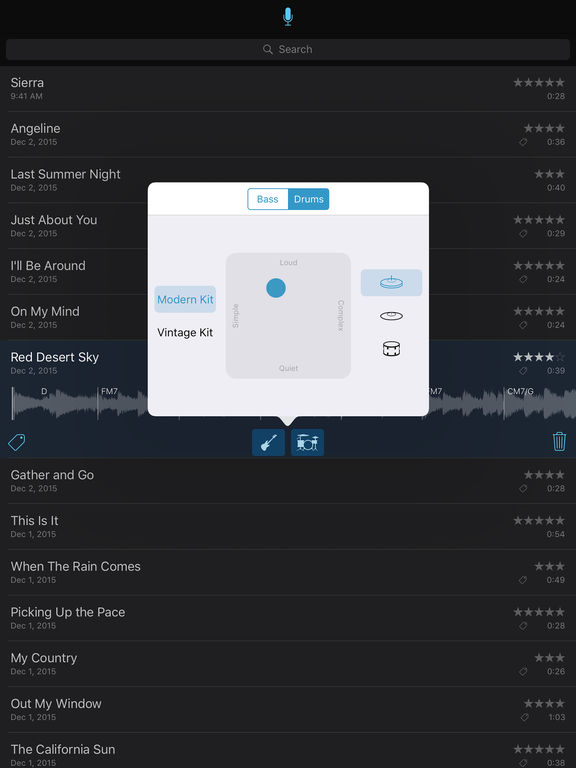 Search
Sierra
9:41 AM
0:28
Angeline
Dec 2, 2015
0:36
Last Summer Night
Dec 2, 2015
0:40
Just About You
Dec 2, 2015
0:29
I'll Be Around
Dec 2, 2015
0:24
On My Mind
Dec 2, 2015
0:24
Bass Drums
Loud
Modern Kit
Simple
Complex
Vintage Kit
Quiet
Red Desert Sky
Dec 2, 2015
0:39
D FM7 FM7 CM7/G
Gather and Go
Dec 2, 2015
0:28
This Is It
Dec 1, 2015
0:54
When The Rain Comes
Dec 1, 2015
0:49
Picking Up the Pace
Dec 1, 2015
0:28
My Country
Dec 1, 2015
0:26
Out My Window
Dec 1, 2015
1:03
The California Sun
Dec 1, 2015
0:38